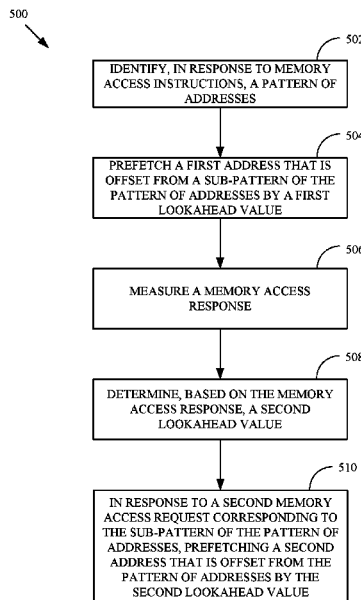 500
502
IDENTIFY, IN RESPONSE TO MEMORY
ACCESS INSTRUCTIONS, A PATTERN OF
ADDRESSES
504
PREFETCH A FIRST ADDRESS THAT IS
OFFSET FROM A SUB-PATTERN OF THE
PATTERN OF ADDRESSES BY A FIRST
LOOKAHEAD VALUE
506
MEASURE A MEMORY ACCESS
RESPONSE
508
DETERMINE, BASED ON THE MEMORY
ACCESS RESPONSE, A SECOND
LOOKAHEAD VALUE
510
IN RESPONSE TO A SECOND MEMORY
ACCESS REQUEST CORRESPONDING TO
THE SUB-PATTERN OF THE PATTERN OF
ADDRESSES, PREFETCHING A SECOND
ADDRESS THAT IS OFFSET FROM THE
PATTERN OF ADDRESSES BY THE
SECOND LOOKAHEAD VALUE